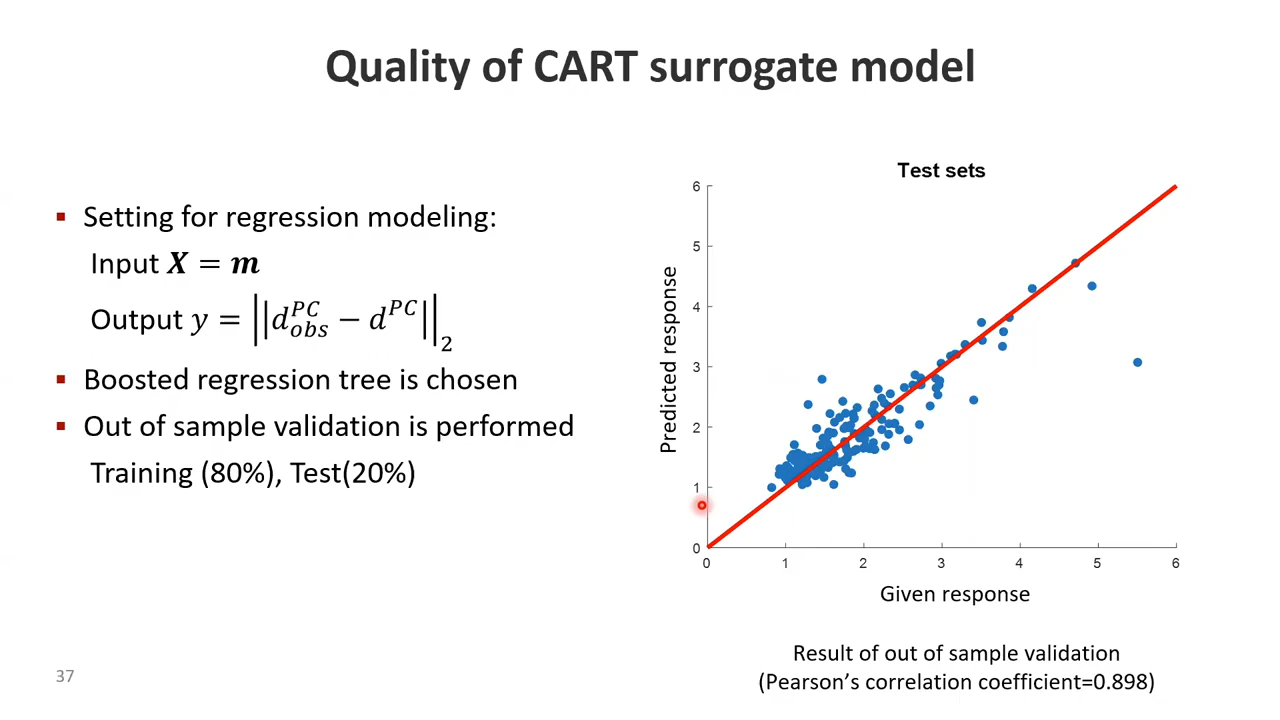 Quality of CART surrogate model
▪ Setting for regression modeling:
Input X = m
Output y = ||d_obs^PC − d^PC||_2
▪ Boosted regression tree is chosen
▪ Out of sample validation is performed
Training (80%), Test(20%)
Test sets
6
5
4
3
2
1
0
Predicted response
0 1 2 3 4 5 6
Given response
Result of out of sample validation
(Pearson’s correlation coefficient=0.898)
37